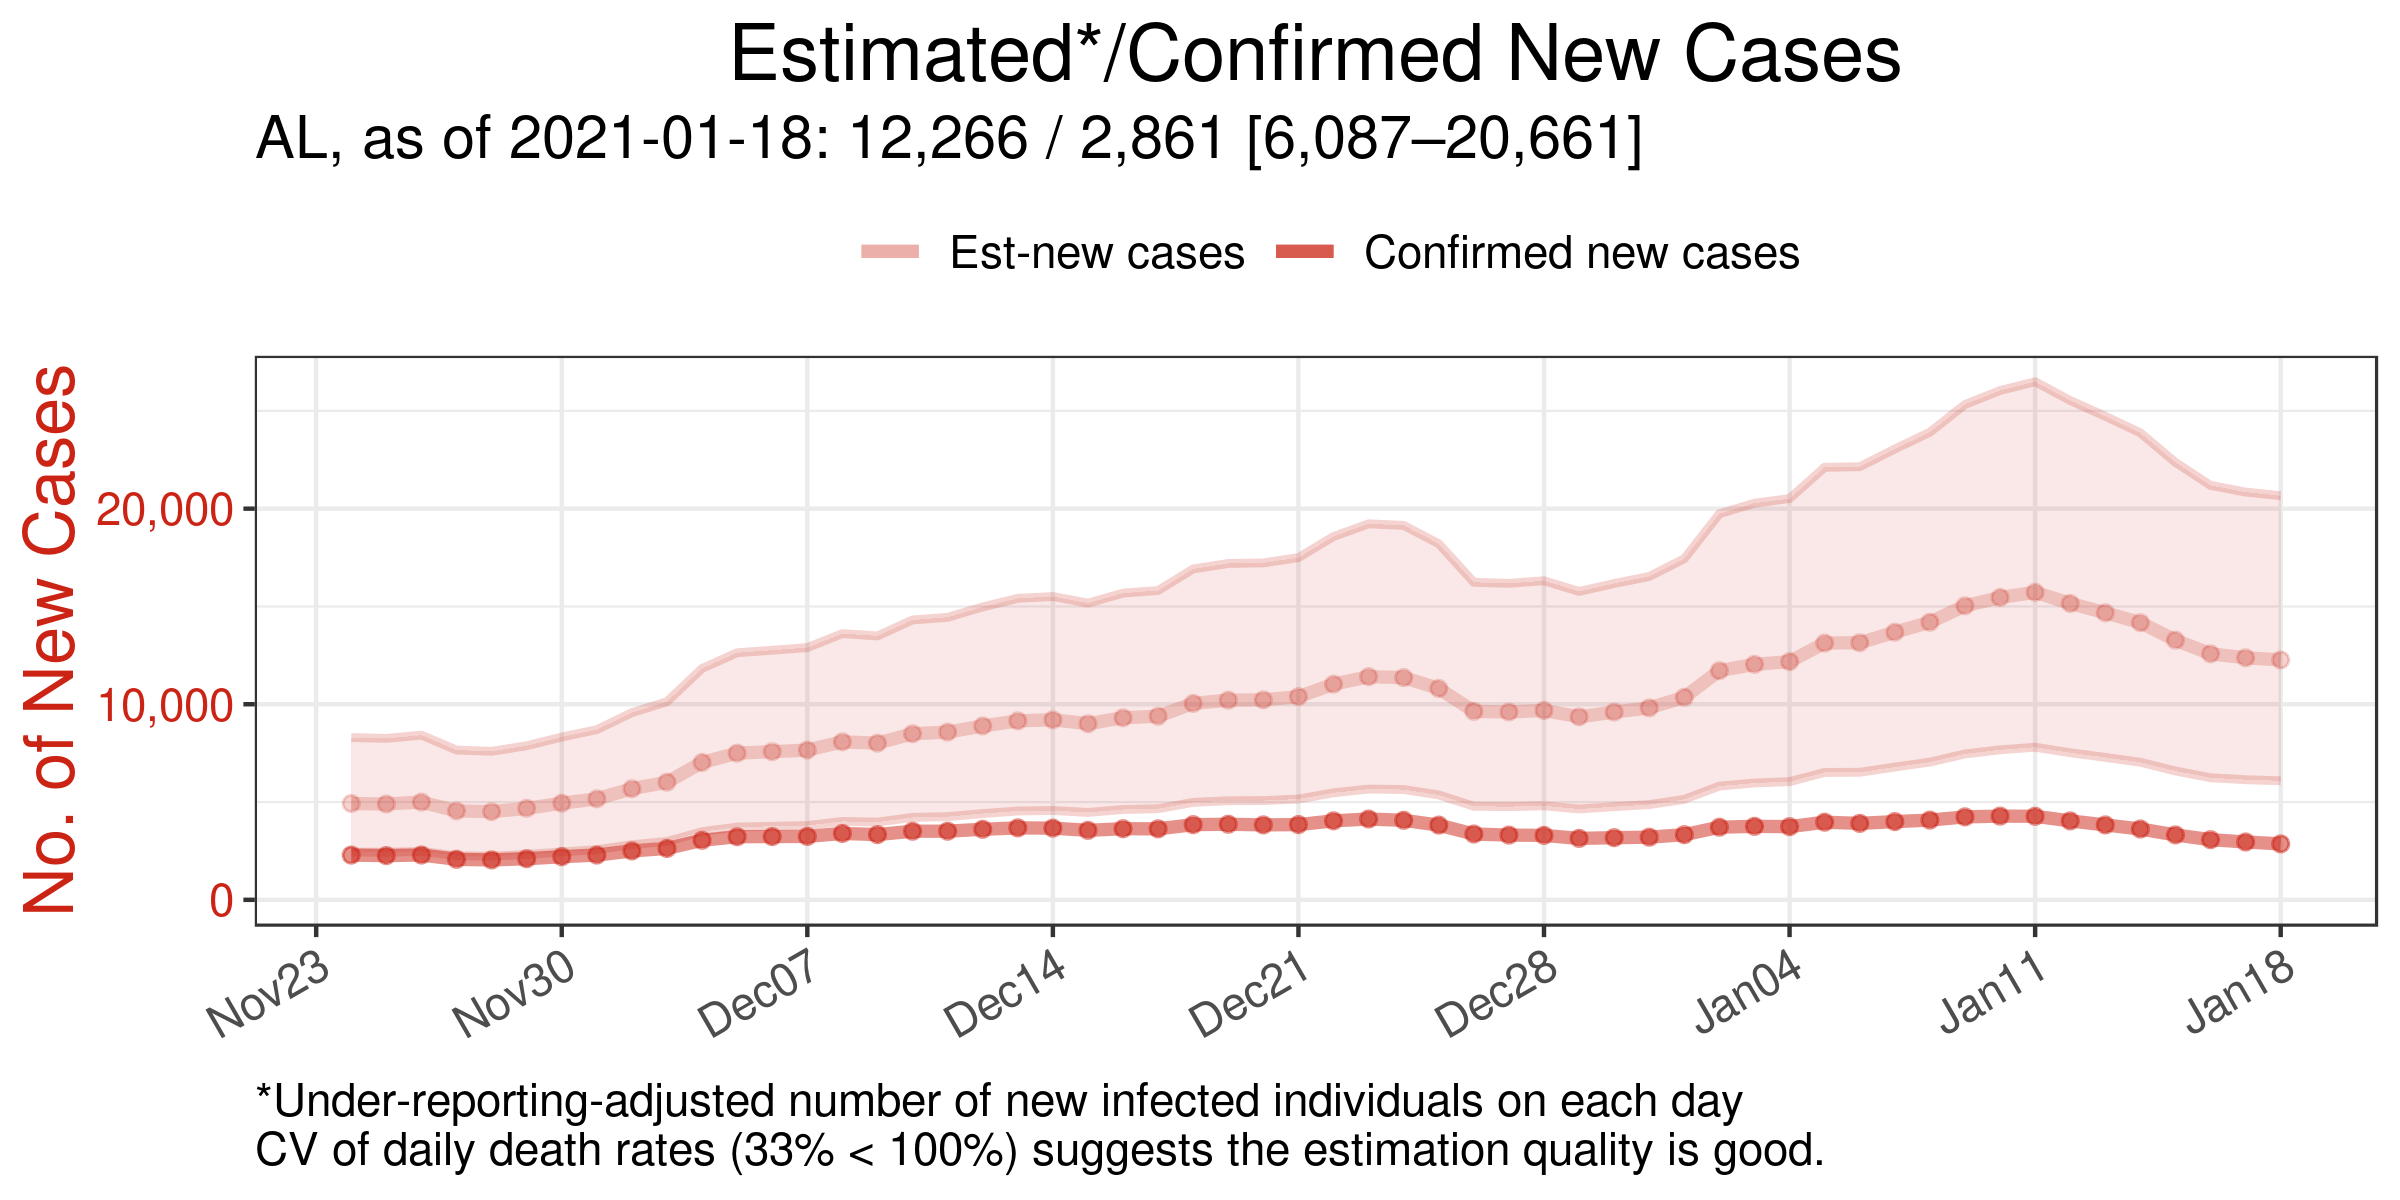 Estimated*/Confirmed New Cases
AL, as of 2021-01-18: 12,266 / 2,861 [6,087–20,661]
Est-new cases
Confirmed new cases
No. of New Cases
20,000
10,000
0
Nov23
Nov30
Dec07
Dec14
Dec21
Dec28
Jan04
Jan11
Jan18
*Under-reporting-adjusted number of new infected individuals on each day
CV of daily death rates (33% < 100%) suggests the estimation quality is good.